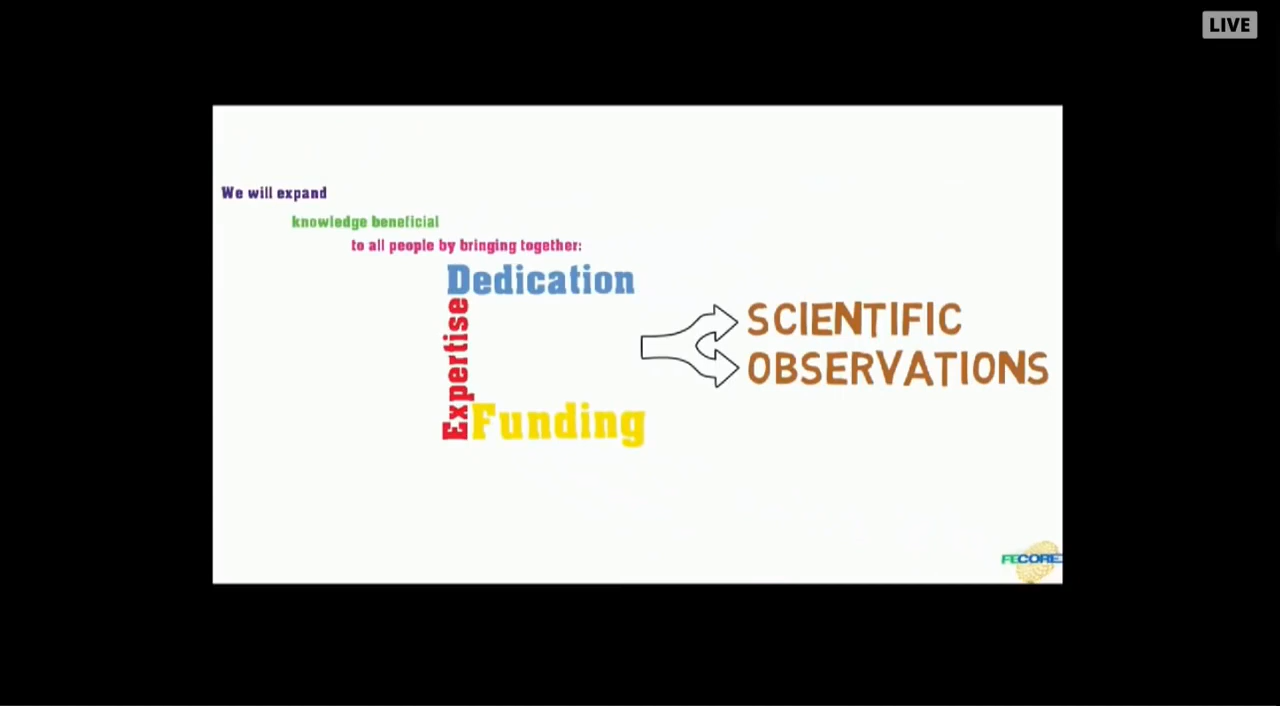 LIVE
We will expand
knowledge beneficial
to all people by bringing together:
Dedication
Expertise
Funding
SCIENTIFIC
OBSERVATIONS
FECORE